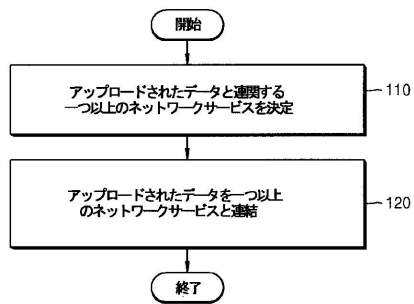 開始
アップロードされたデータと連関する
一つ以上のネットワークサービスを決定
110
アップロードされたデータを一つ以上
のネットワークサービスと連結
120
終了